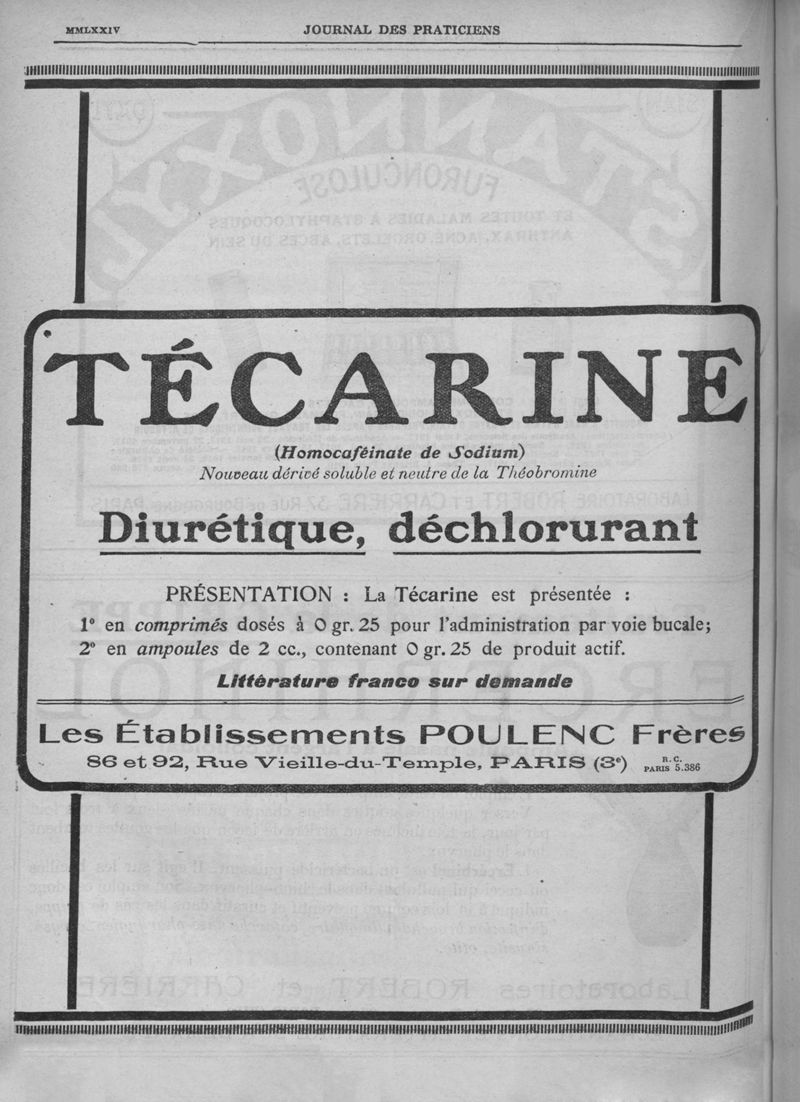 MMLXXIV
JOURNAL DES PRATICIENS
TÉCARINE
(Homocaféinate de Sodium)
Nouveau dérivé soluble et neutre de la Théobromine
Diurétique, déchlorurant
PRÉSENTATION : La Técarine est présentée :
1º en comprimés dosés à 0 gr. 25 pour l'administration par voie bucale;
2º en ampoules de 2 cc., contenant 0 gr. 25 de produit actif.
Littérature franco sur demande
Les Établissements POULENC Frères
86 et 92, Rue Vieille-du-Temple, PARIS (3e) R. C. PARIS 5.386